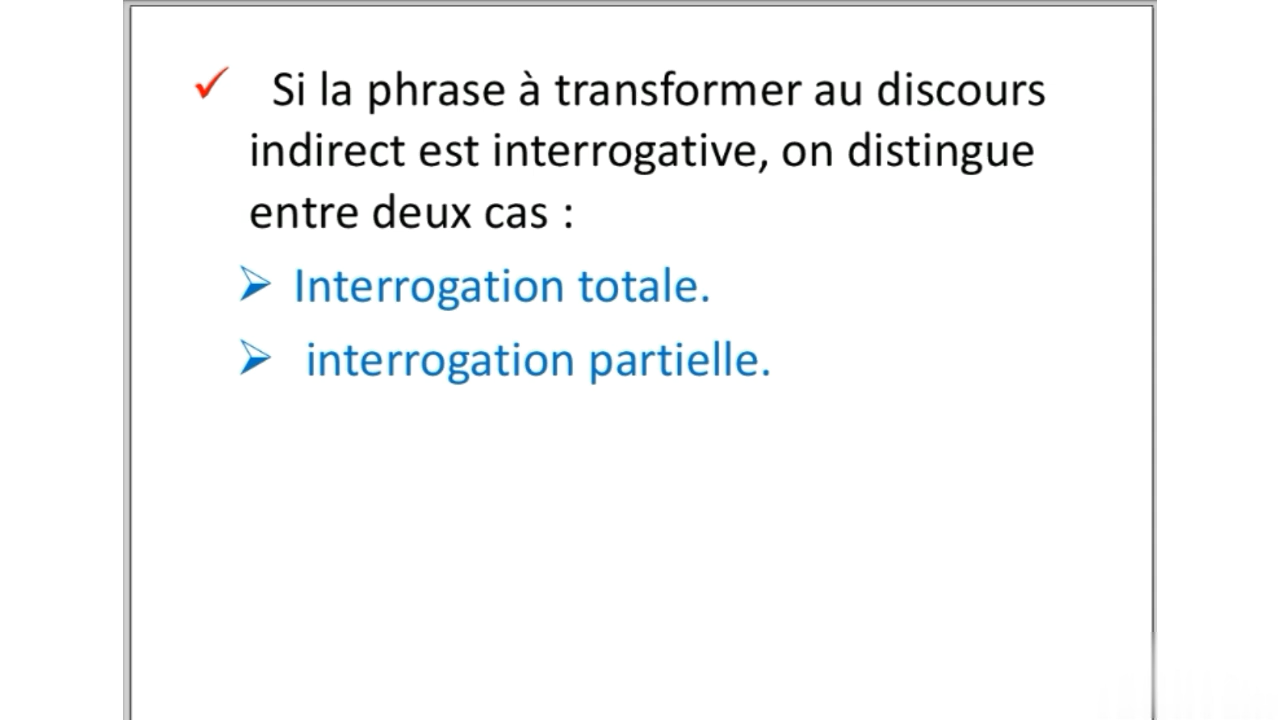 Si la phrase à transformer au discours
indirect est interrogative, on distingue
entre deux cas :
Interrogation totale.
interrogation partielle.